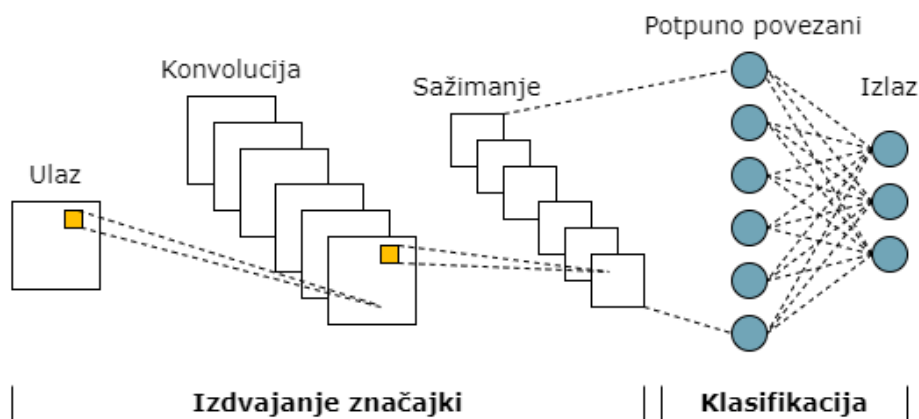 Potpuno povezani
Konvolucija
Sažimanje
Izlaz
Ulaz
Izdvajanje značajki
Klasifikacija